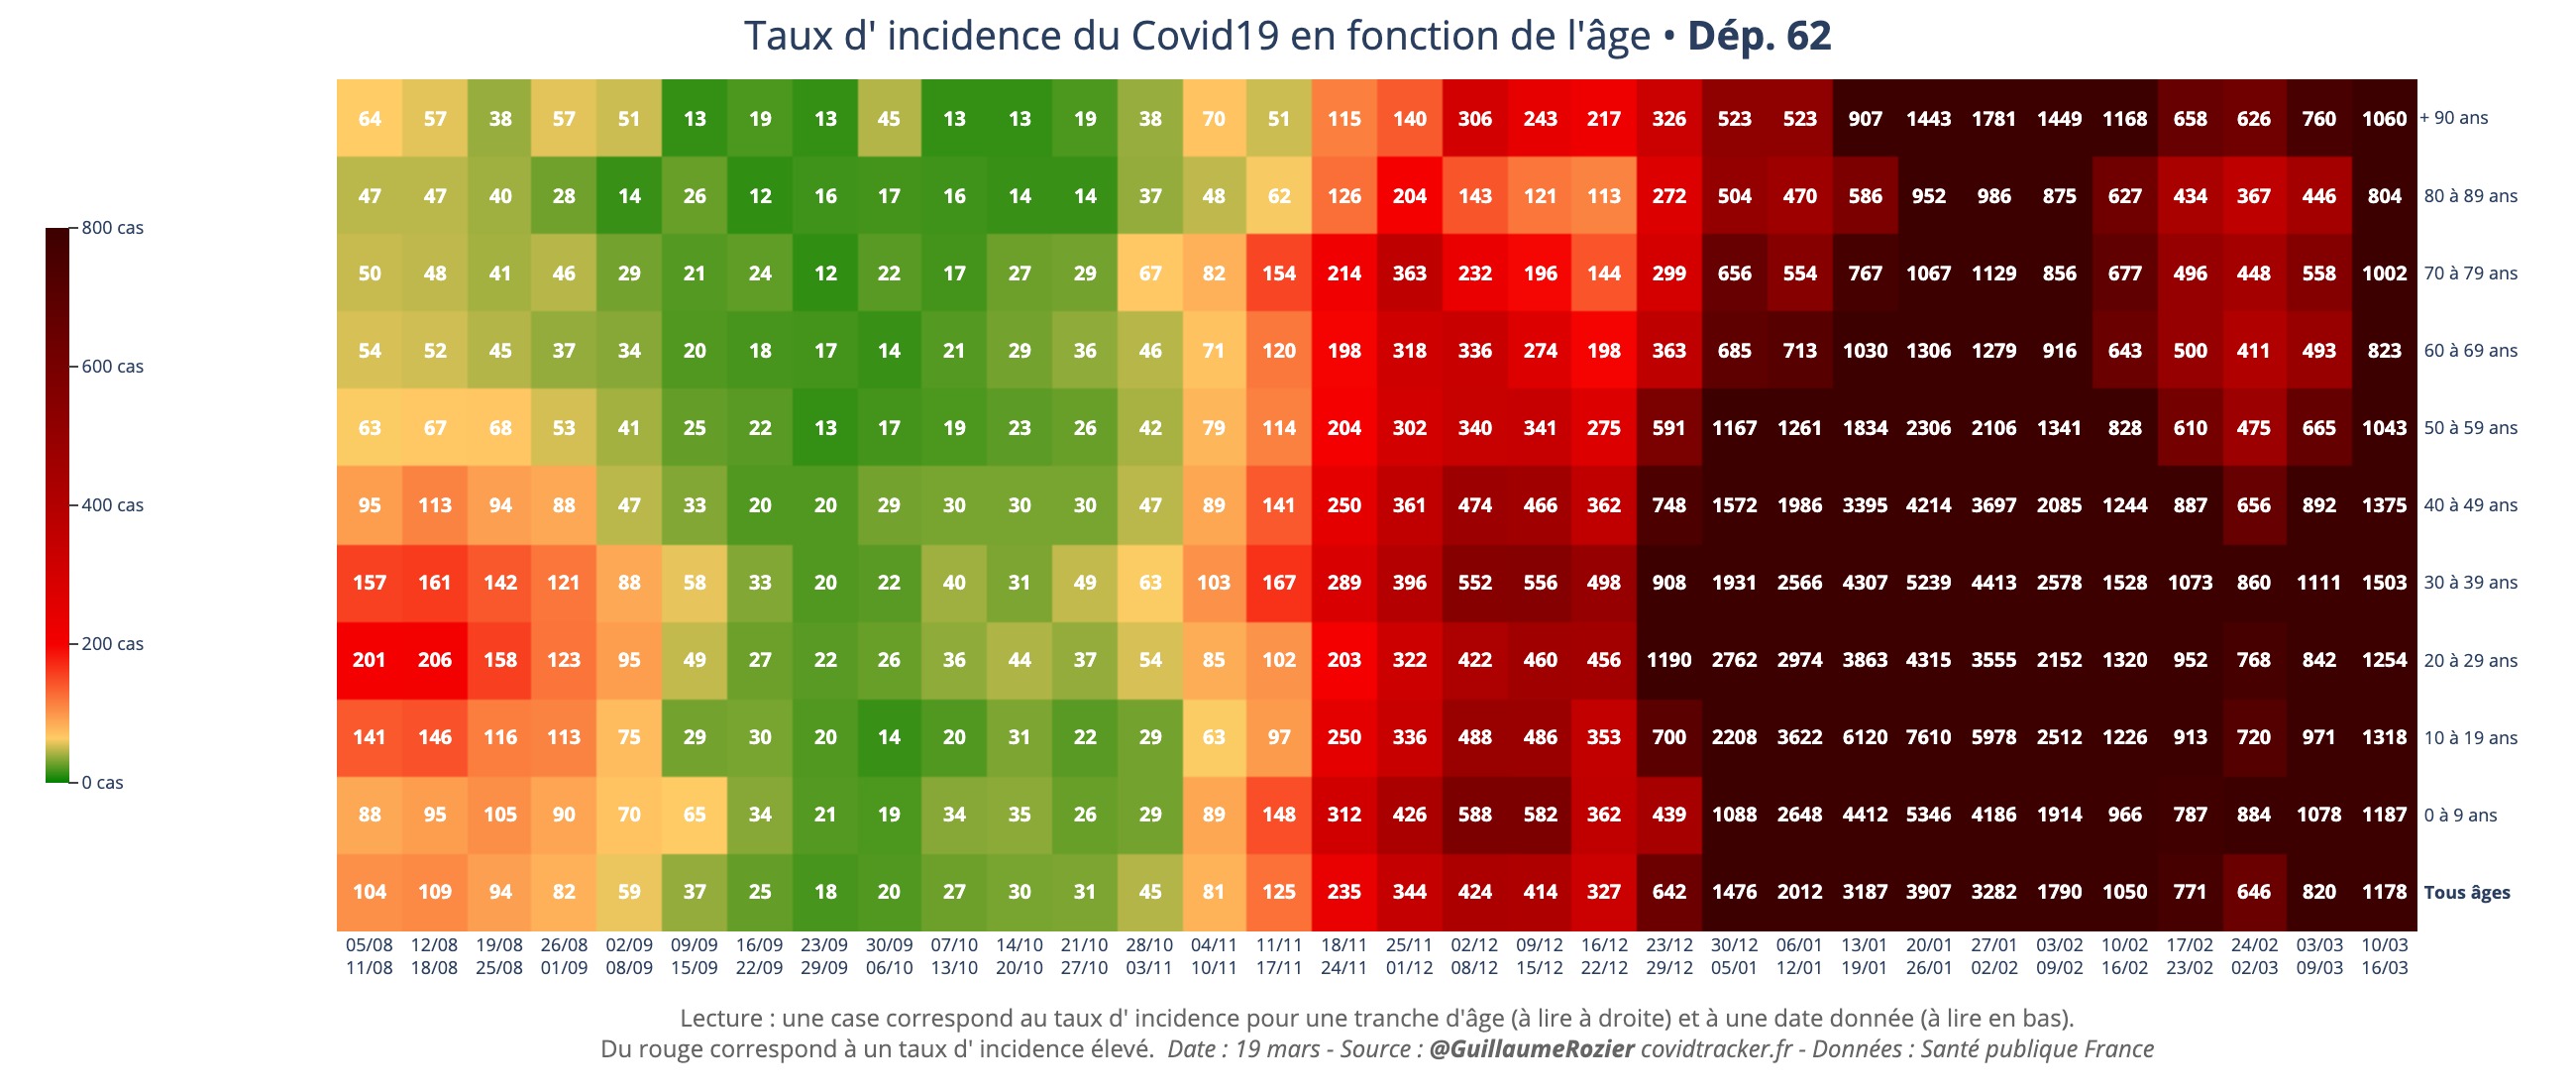 Taux d' incidence du Covid19 en fonction de l'âge • Dép. 62
64 57 38 57 51 13 19 13 45 13 13 19 38 70 51 115 140 306 243 217 326 523 523 907 1443 1781 1449 1168 658 626 760 1060 + 90 ans
47 47 40 28 14 26 12 16 17 16 14 14 37 48 62 126 204 143 121 113 272 504 470 586 952 986 875 627 434 367 446 804 80 à 89 ans
800 cas
50 48 41 46 29 21 24 12 22 17 27 29 67 82 154 214 363 232 196 144 299 656 554 767 1067 1129 856 677 496 448 558 1002 70 à 79 ans
54 52 45 37 34 20 18 17 14 21 29 36 46 71 120 198 318 336 274 198 363 685 713 1030 1306 1279 916 643 500 411 493 823 60 à 69 ans
600 cas
63 67 68 53 41 25 22 13 17 19 23 26 42 79 114 204 302 340 341 275 591 1167 1261 1834 2306 2106 1341 828 610 475 665 1043 50 à 59 ans
400 cas
95 113 94 88 47 33 20 20 29 30 30 30 47 89 141 250 361 474 466 362 748 1572 1986 3395 4214 3697 2085 1244 887 656 892 1375 40 à 49 ans
157 161 142 121 88 58 33 20 22 40 31 49 63 103 167 289 396 552 556 498 908 1931 2566 4307 5239 4413 2578 1528 1073 860 1111 1503 30 à 39 ans
200 cas
201 206 158 123 95 49 27 22 26 36 44 37 54 85 102 203 322 422 460 456 1190 2762 2974 3863 4315 3555 2152 1320 952 768 842 1254 20 à 29 ans
141 146 116 113 75 29 30 20 14 20 31 22 29 63 97 250 336 488 486 353 700 2208 3622 6120 7610 5978 2512 1226 913 720 971 1318 10 à 19 ans
0 cas
88 95 105 90 70 65 34 21 19 34 35 26 29 89 148 312 426 588 582 362 439 1088 2648 4412 5346 4186 1914 966 787 884 1078 1187 0 à 9 ans
104 109 94 82 59 37 25 18 20 27 30 31 45 81 125 235 344 424 414 327 642 1476 2012 3187 3907 3282 1790 1050 771 646 820 1178 Tous âges
05/08 12/08 19/08 26/08 02/09 09/09 16/09 23/09 30/09 07/10 14/10 21/10 28/10 04/11 11/11 18/11 25/11 02/12 09/12 16/12 23/12 30/12 06/01 13/01 20/01 27/01 03/02 10/02 17/02 24/02 03/03 10/03
11/08 18/08 25/08 01/09 08/09 15/09 22/09 29/09 06/10 13/10 20/10 27/10 03/11 10/11 17/11 24/11 01/12 08/12 15/12 22/12 29/12 05/01 12/01 19/01 26/01 02/02 09/02 16/02 23/02 02/03 09/03 16/03
Lecture : une case correspond au taux d' incidence pour une tranche d'âge (à lire à droite) et à une date donnée (à lire en bas).
Du rouge correspond à un taux d' incidence élevé. Date : 19 mars - Source : @GuillaumeRozier covidtracker.fr - Données : Santé publique France